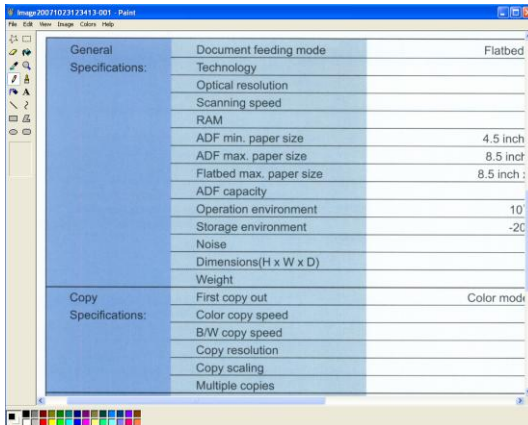 Image20071023123413-001 - Paint
File Edit View Image Colors Help
General Specifications:
Document feeding mode Flatbed
Technology
Optical resolution
Scanning speed
RAM
ADF min. paper size 4.5 inch
ADF max. paper size 8.5 inch
Flatbed max. paper size 8.5 inch
ADF capacity
Operation environment 10
Storage environment -20
Noise
Dimensions(H x W x D)
Weight
Copy Specifications:
First copy out Color mode
Color copy speed
B/W copy speed
Copy resolution
Copy scaling
Multiple copies